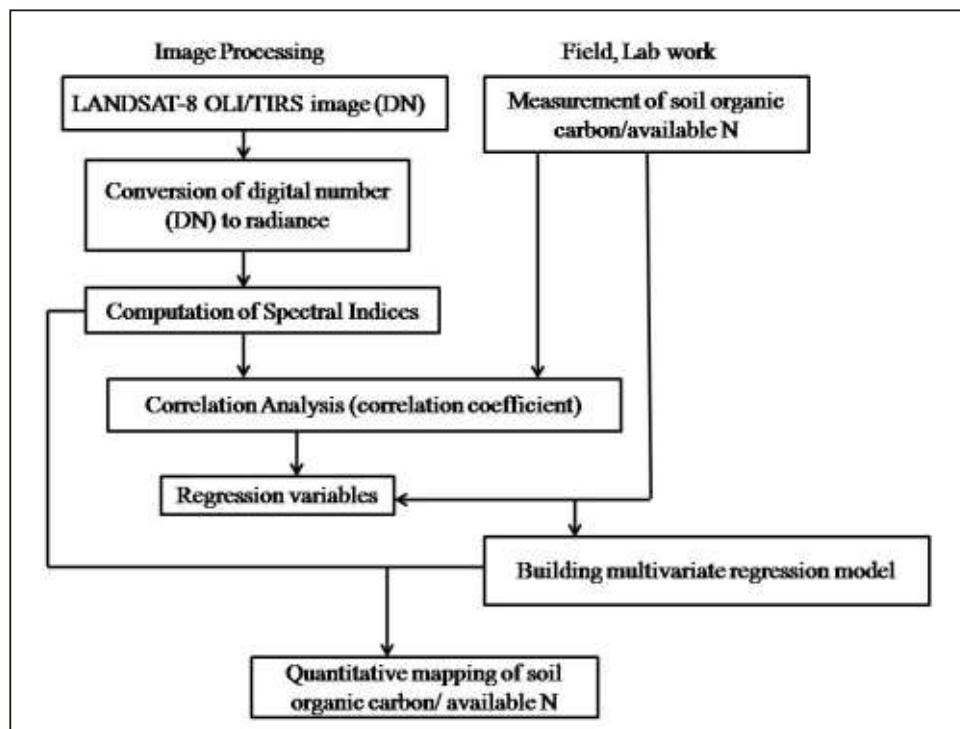 Image Processing
Field, Lab work
LANDSAT-8 OLI/TIRS image (DN)
Measurement of soil organic
carbon/available N
Conversion of digital number
(DN) to radiance
Computation of Spectral Indices
Correlation Analysis (correlation coefficient)
Regression variables
Building multivariate regression model
Quantitative mapping of soil
organic carbon/ available N